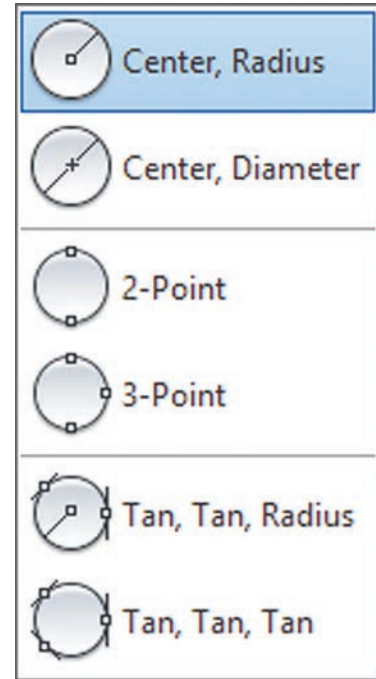 Center, Radius
Center, Diameter
2-Point
3-Point
Tan, Tan, Radius
Tan, Tan, Tan